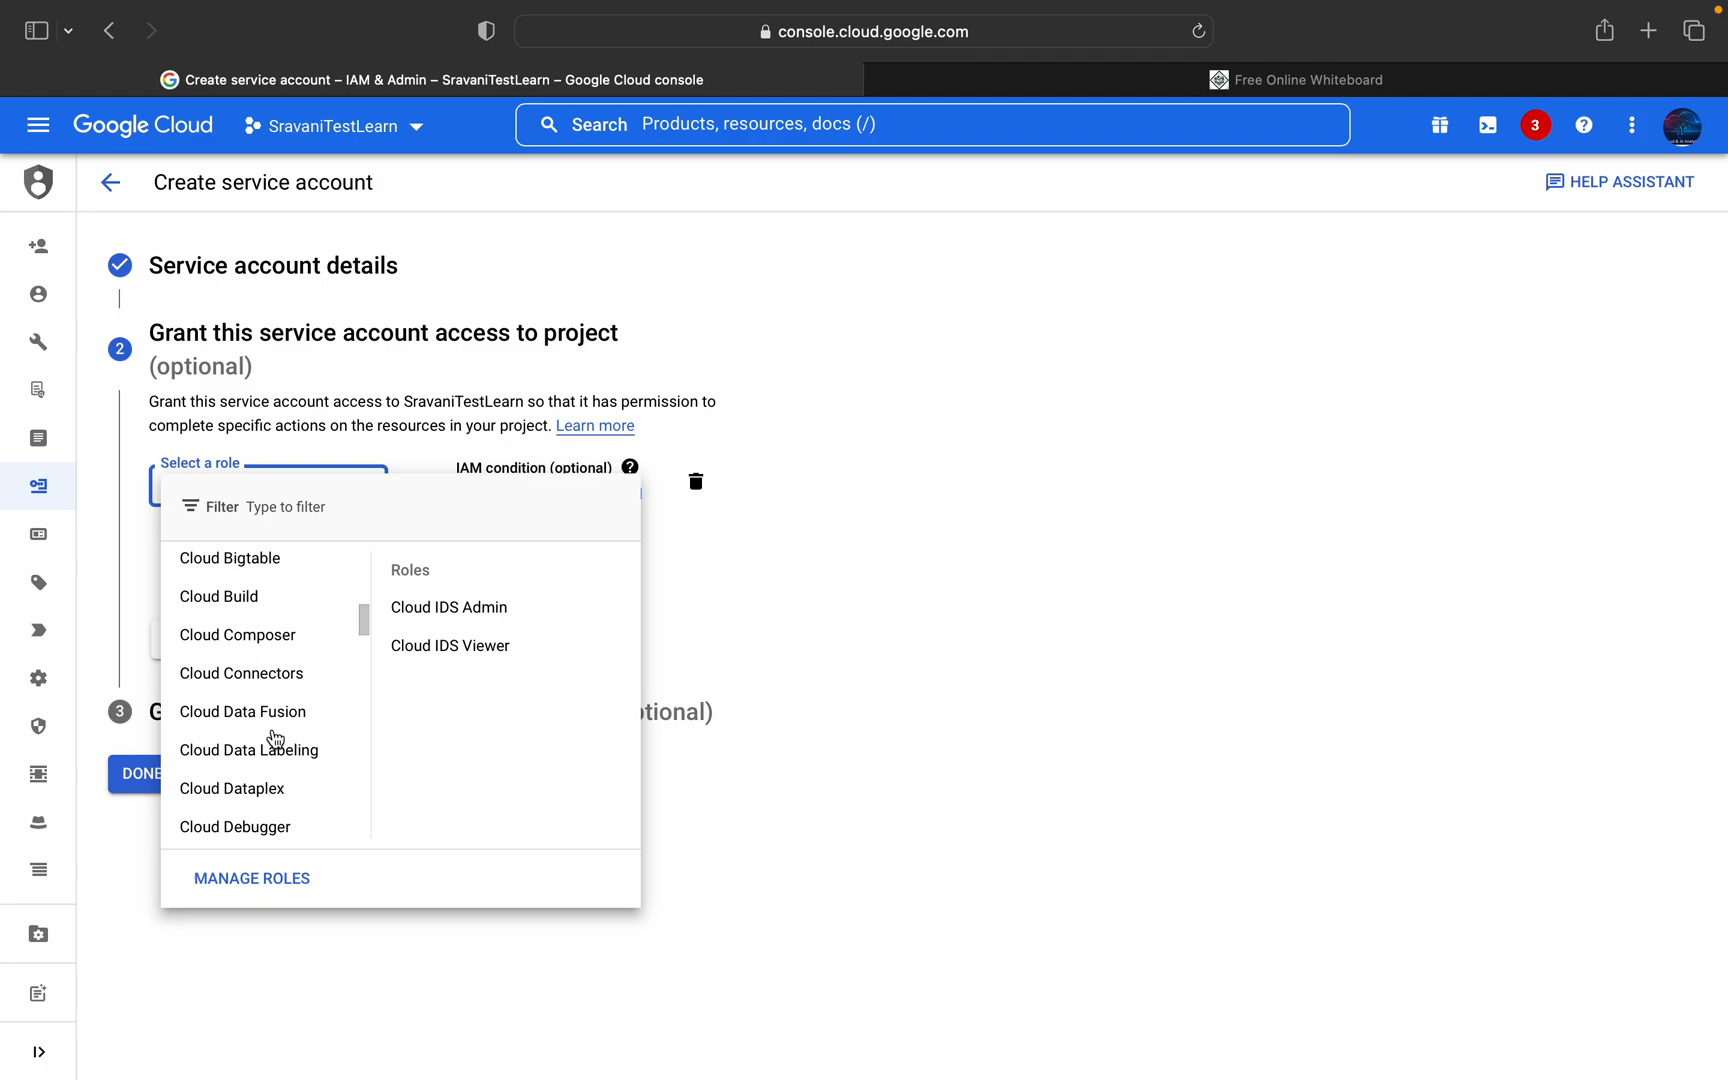 console.cloud.google.com
Create service account – IAM & Admin – SravaniTestLearn – Google Cloud console
Free Online Whiteboard
Google Cloud
SravaniTestLearn
Search Products, resources, docs (/)
3
Create service account
HELP ASSISTANT
Service account details
2
Grant this service account access to project
(optional)
Grant this service account access to SravaniTestLearn so that it has permission to
complete specific actions on the resources in your project. Learn more
Select a role
IAM condition (optional)
Filter Type to filter
Cloud Bigtable
Cloud Build
Cloud Composer
Cloud Connectors
Cloud Data Fusion
Cloud Data Labeling
Cloud Dataplex
Cloud Debugger
Roles
Cloud IDS Admin
Cloud IDS Viewer
MANAGE ROLES
3
DONE